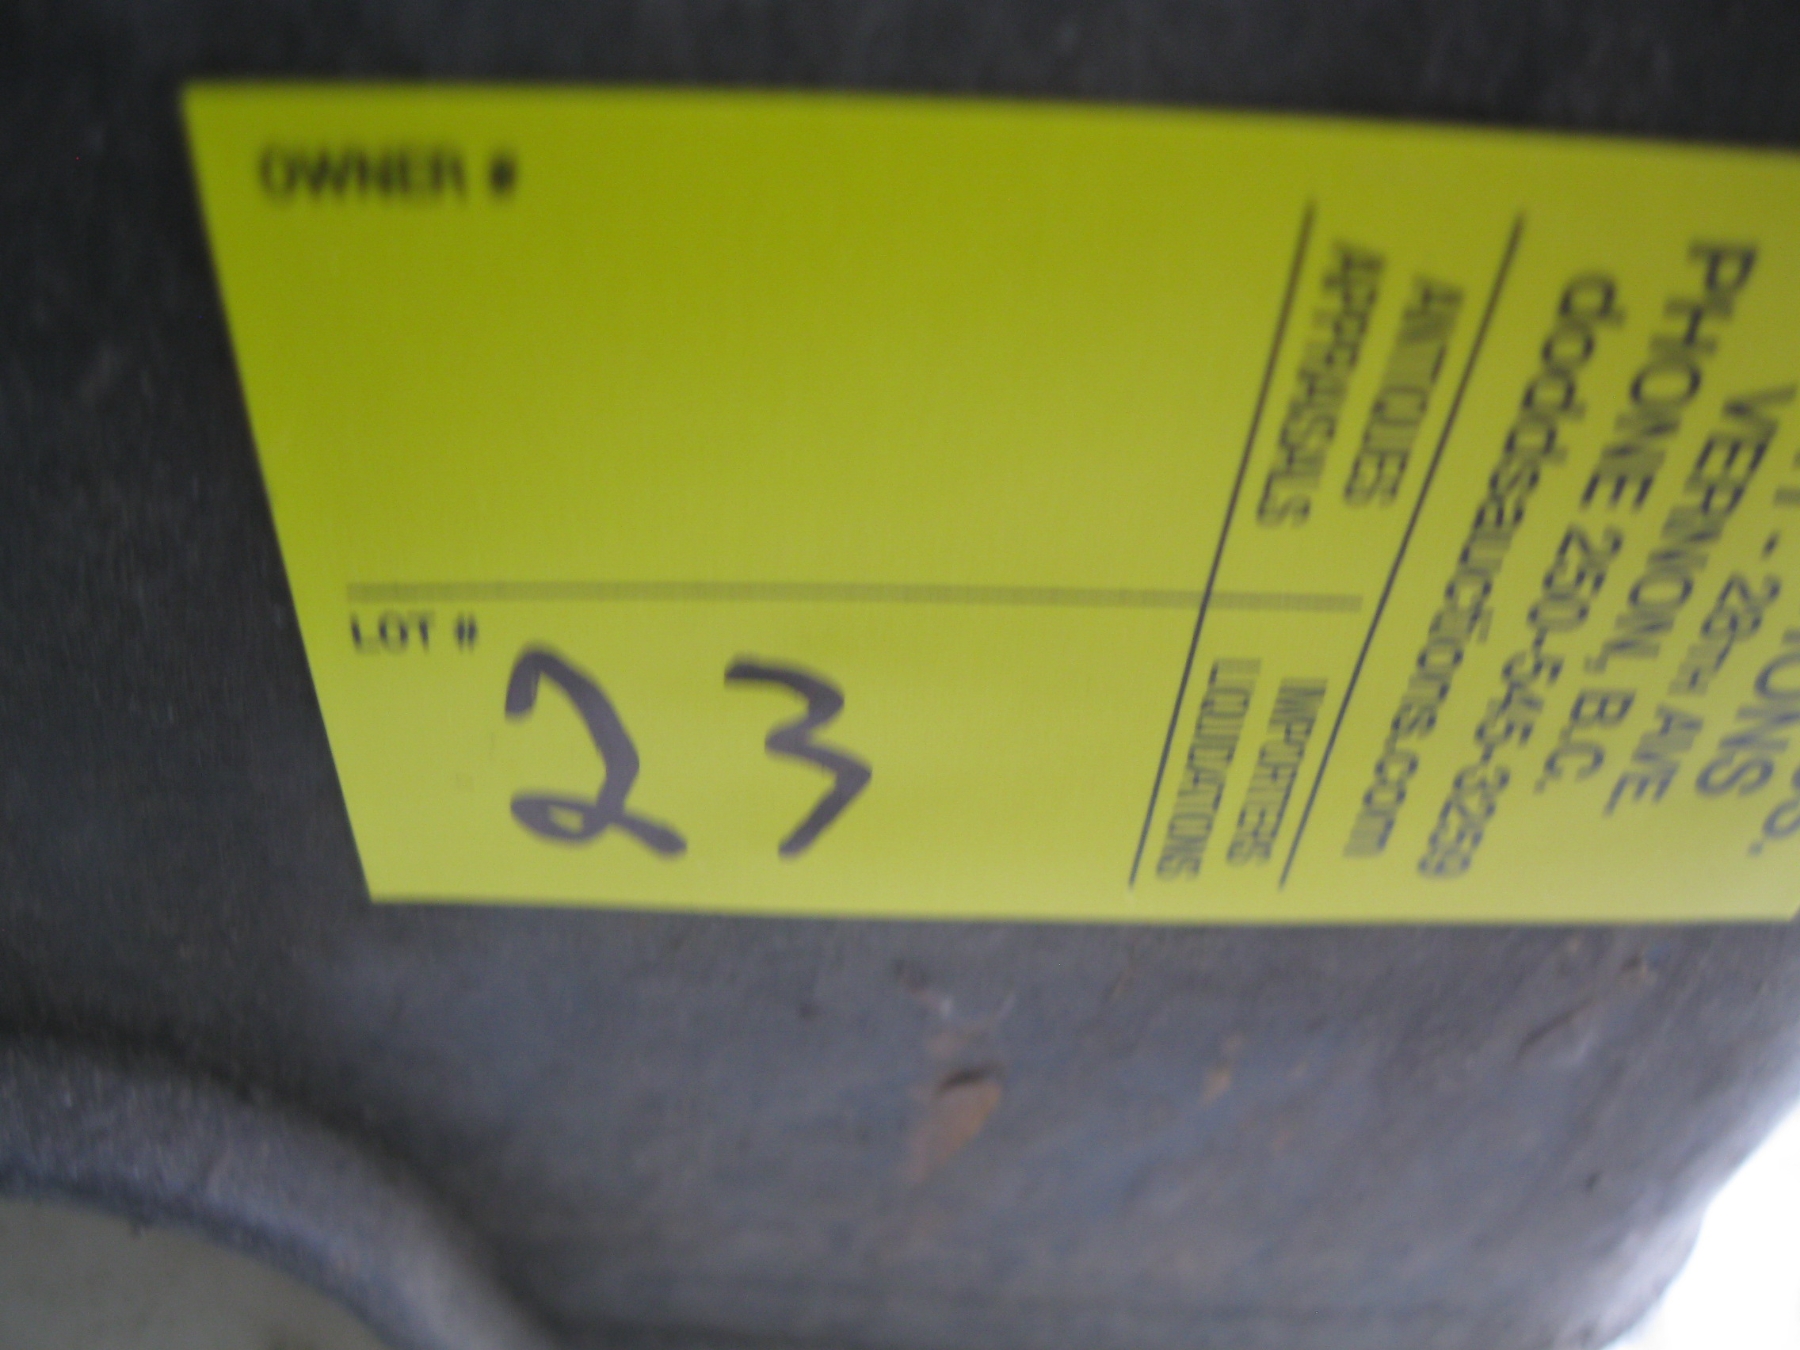 OWNER #
LOT # 23
VERNON, B.C.
PHONE 250-545-3259
doddsauctions.com
ANTIQUES IMPORTERS
APPRAISALS LIQUIDATIONS